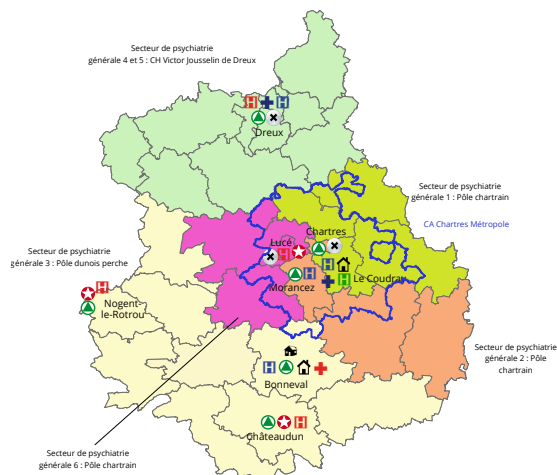 Secteur de psychiatrie
générale 4 et 5 : CH Victor Jousselin de Dreux
H H
Dreux
Secteur de psychiatrie
générale 1 : Pôle chartrain
CA Chartres Métropole
Chartres
Lucé
H
Secteur de psychiatrie
générale 3 : Pôle dunois perche
H
Le Coudray
H
H
Morancez
H
H
Nogent-
le-Rotrou
Secteur de psychiatrie
générale 2 : Pôle
chartrain
H
Bonneval
H
Châteaudun
Secteur de psychiatrie
générale 6 : Pôle chartrain